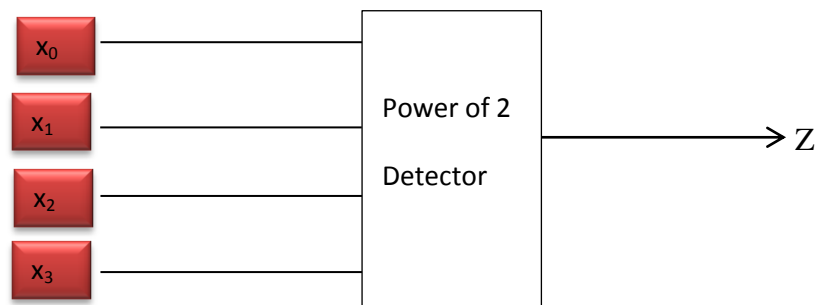 x₀
x₁
x₂
x₃
Power of 2
Detector
Z